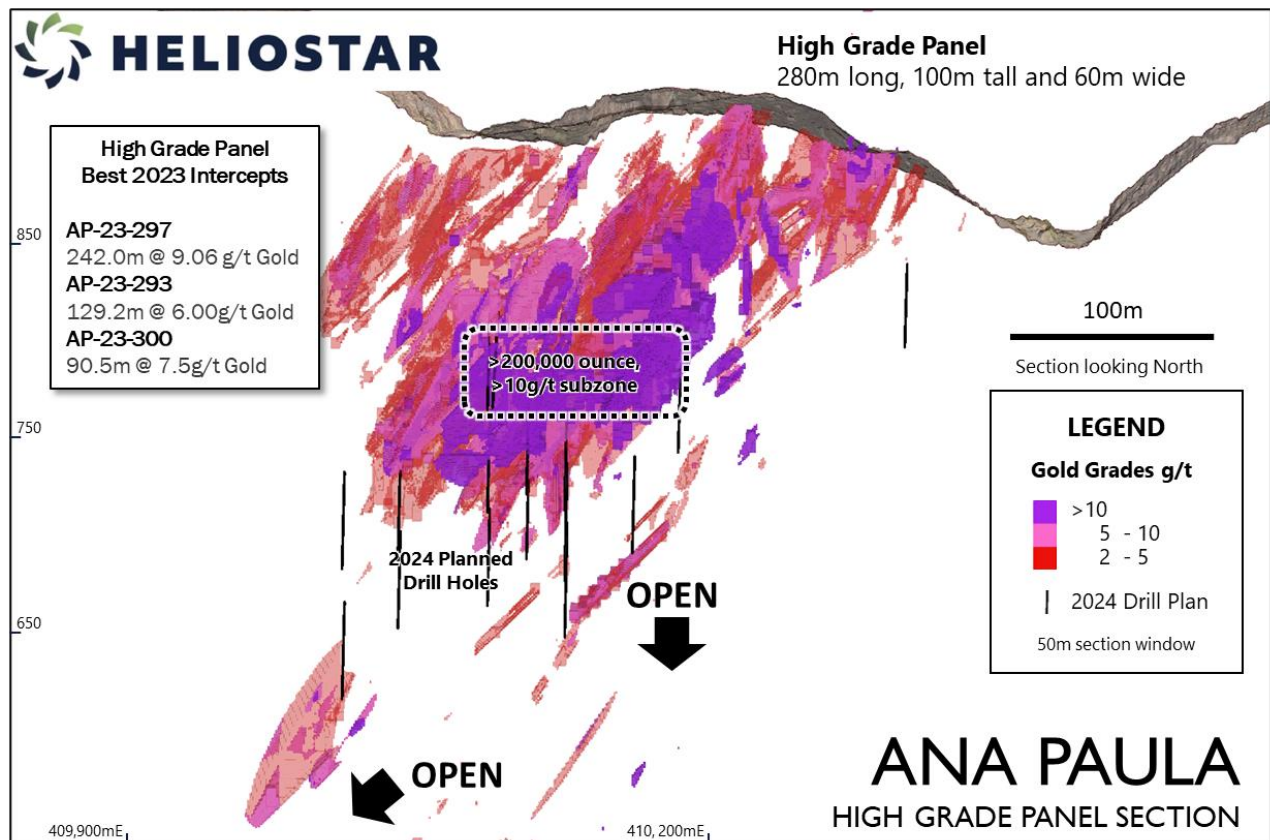 HELIOSTAR
High Grade Panel
280m long, 100m tall and 60m wide
High Grade Panel
Best 2023 Intercepts
AP-23-297
242.0m @ 9.06 g/t Gold
AP-23-293
129.2m @ 6.00g/t Gold
AP-23-300
90.5m @ 7.5g/t Gold
850
100m
Section looking North
>200,000 ounce,
>10g/t subzone
750
LEGEND
Gold Grades g/t
>10
5 - 10
2 - 5
2024 Drill Plan
50m section window
2024 Planned
Drill Holes
OPEN
650
OPEN
ANA PAULA
HIGH GRADE PANEL SECTION
409,900mE
410, 200mE